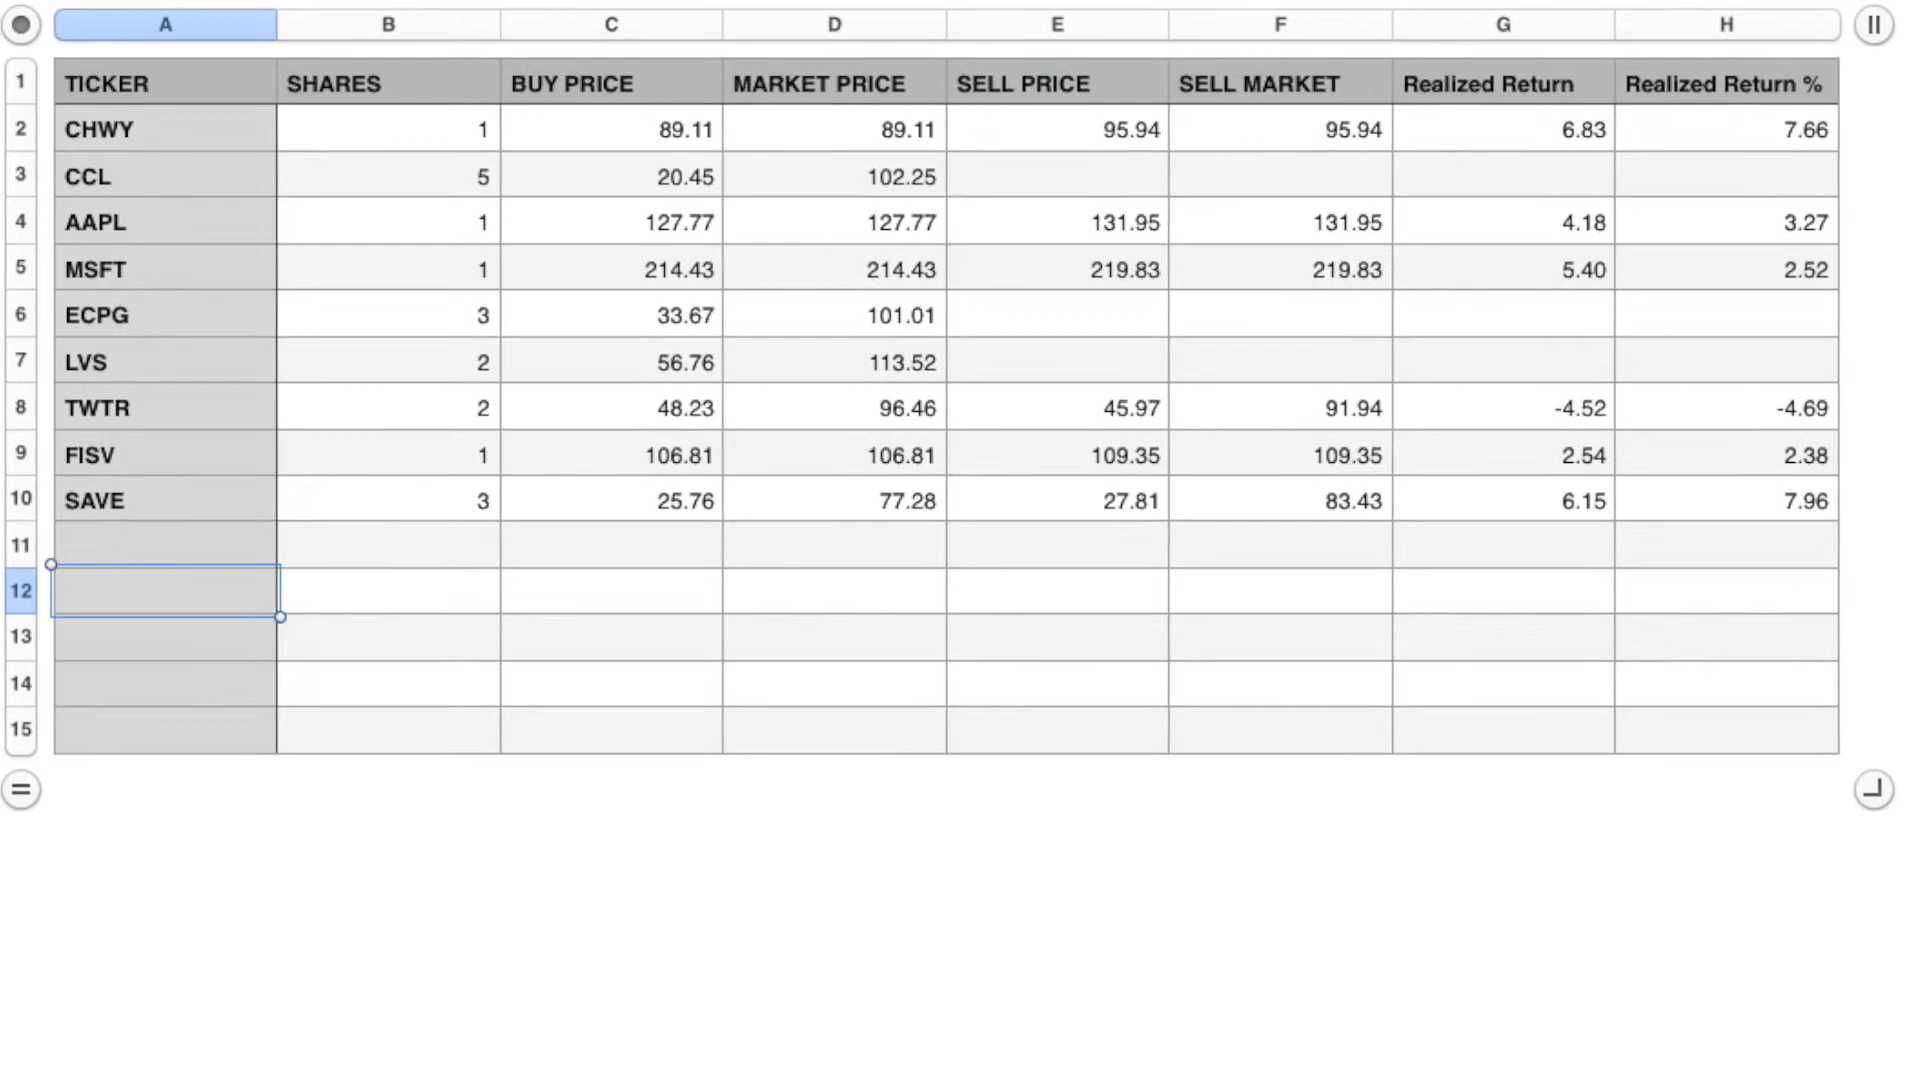 A B C D E F G H
1 TICKER SHARES BUY PRICE MARKET PRICE SELL PRICE SELL MARKET Realized Return Realized Return %
2 CHWY 1 89.11 89.11 95.94 95.94 6.83 7.66
3 CCL 5 20.45 102.25
4 AAPL 1 127.77 127.77 131.95 131.95 4.18 3.27
5 MSFT 1 214.43 214.43 219.83 219.83 5.40 2.52
6 ECPG 3 33.67 101.01
7 LVS 2 56.76 113.52
8 TWTR 2 48.23 96.46 45.97 91.94 -4.52 -4.69
9 FISV 1 106.81 106.81 109.35 109.35 2.54 2.38
10 SAVE 3 25.76 77.28 27.81 83.43 6.15 7.96
11
12
13
14
15